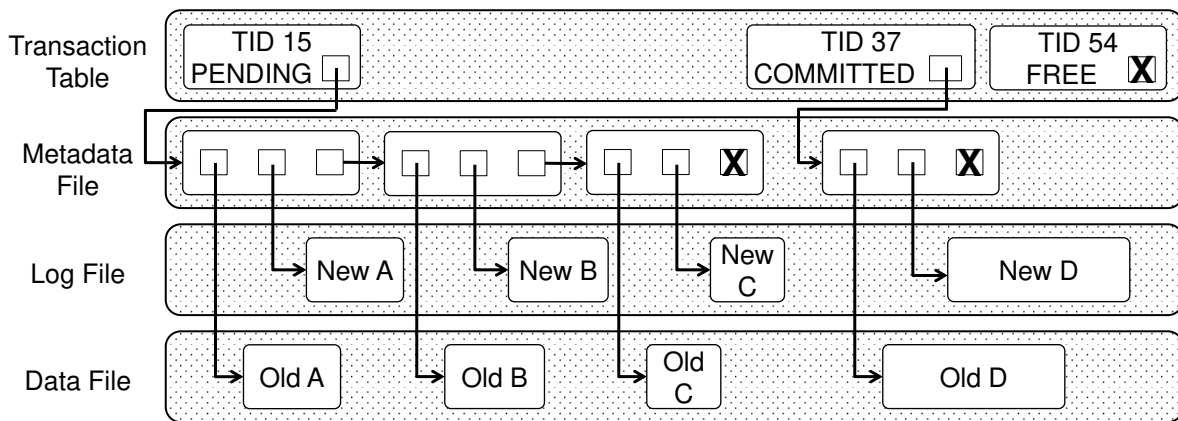 Transaction
Table
TID 15
PENDING
TID 37
COMMITTED
TID 54
FREE
X
Metadata
File
X
X
Log File
New A
New B
New
C
New D
Data File
Old A
Old B
Old
C
Old D